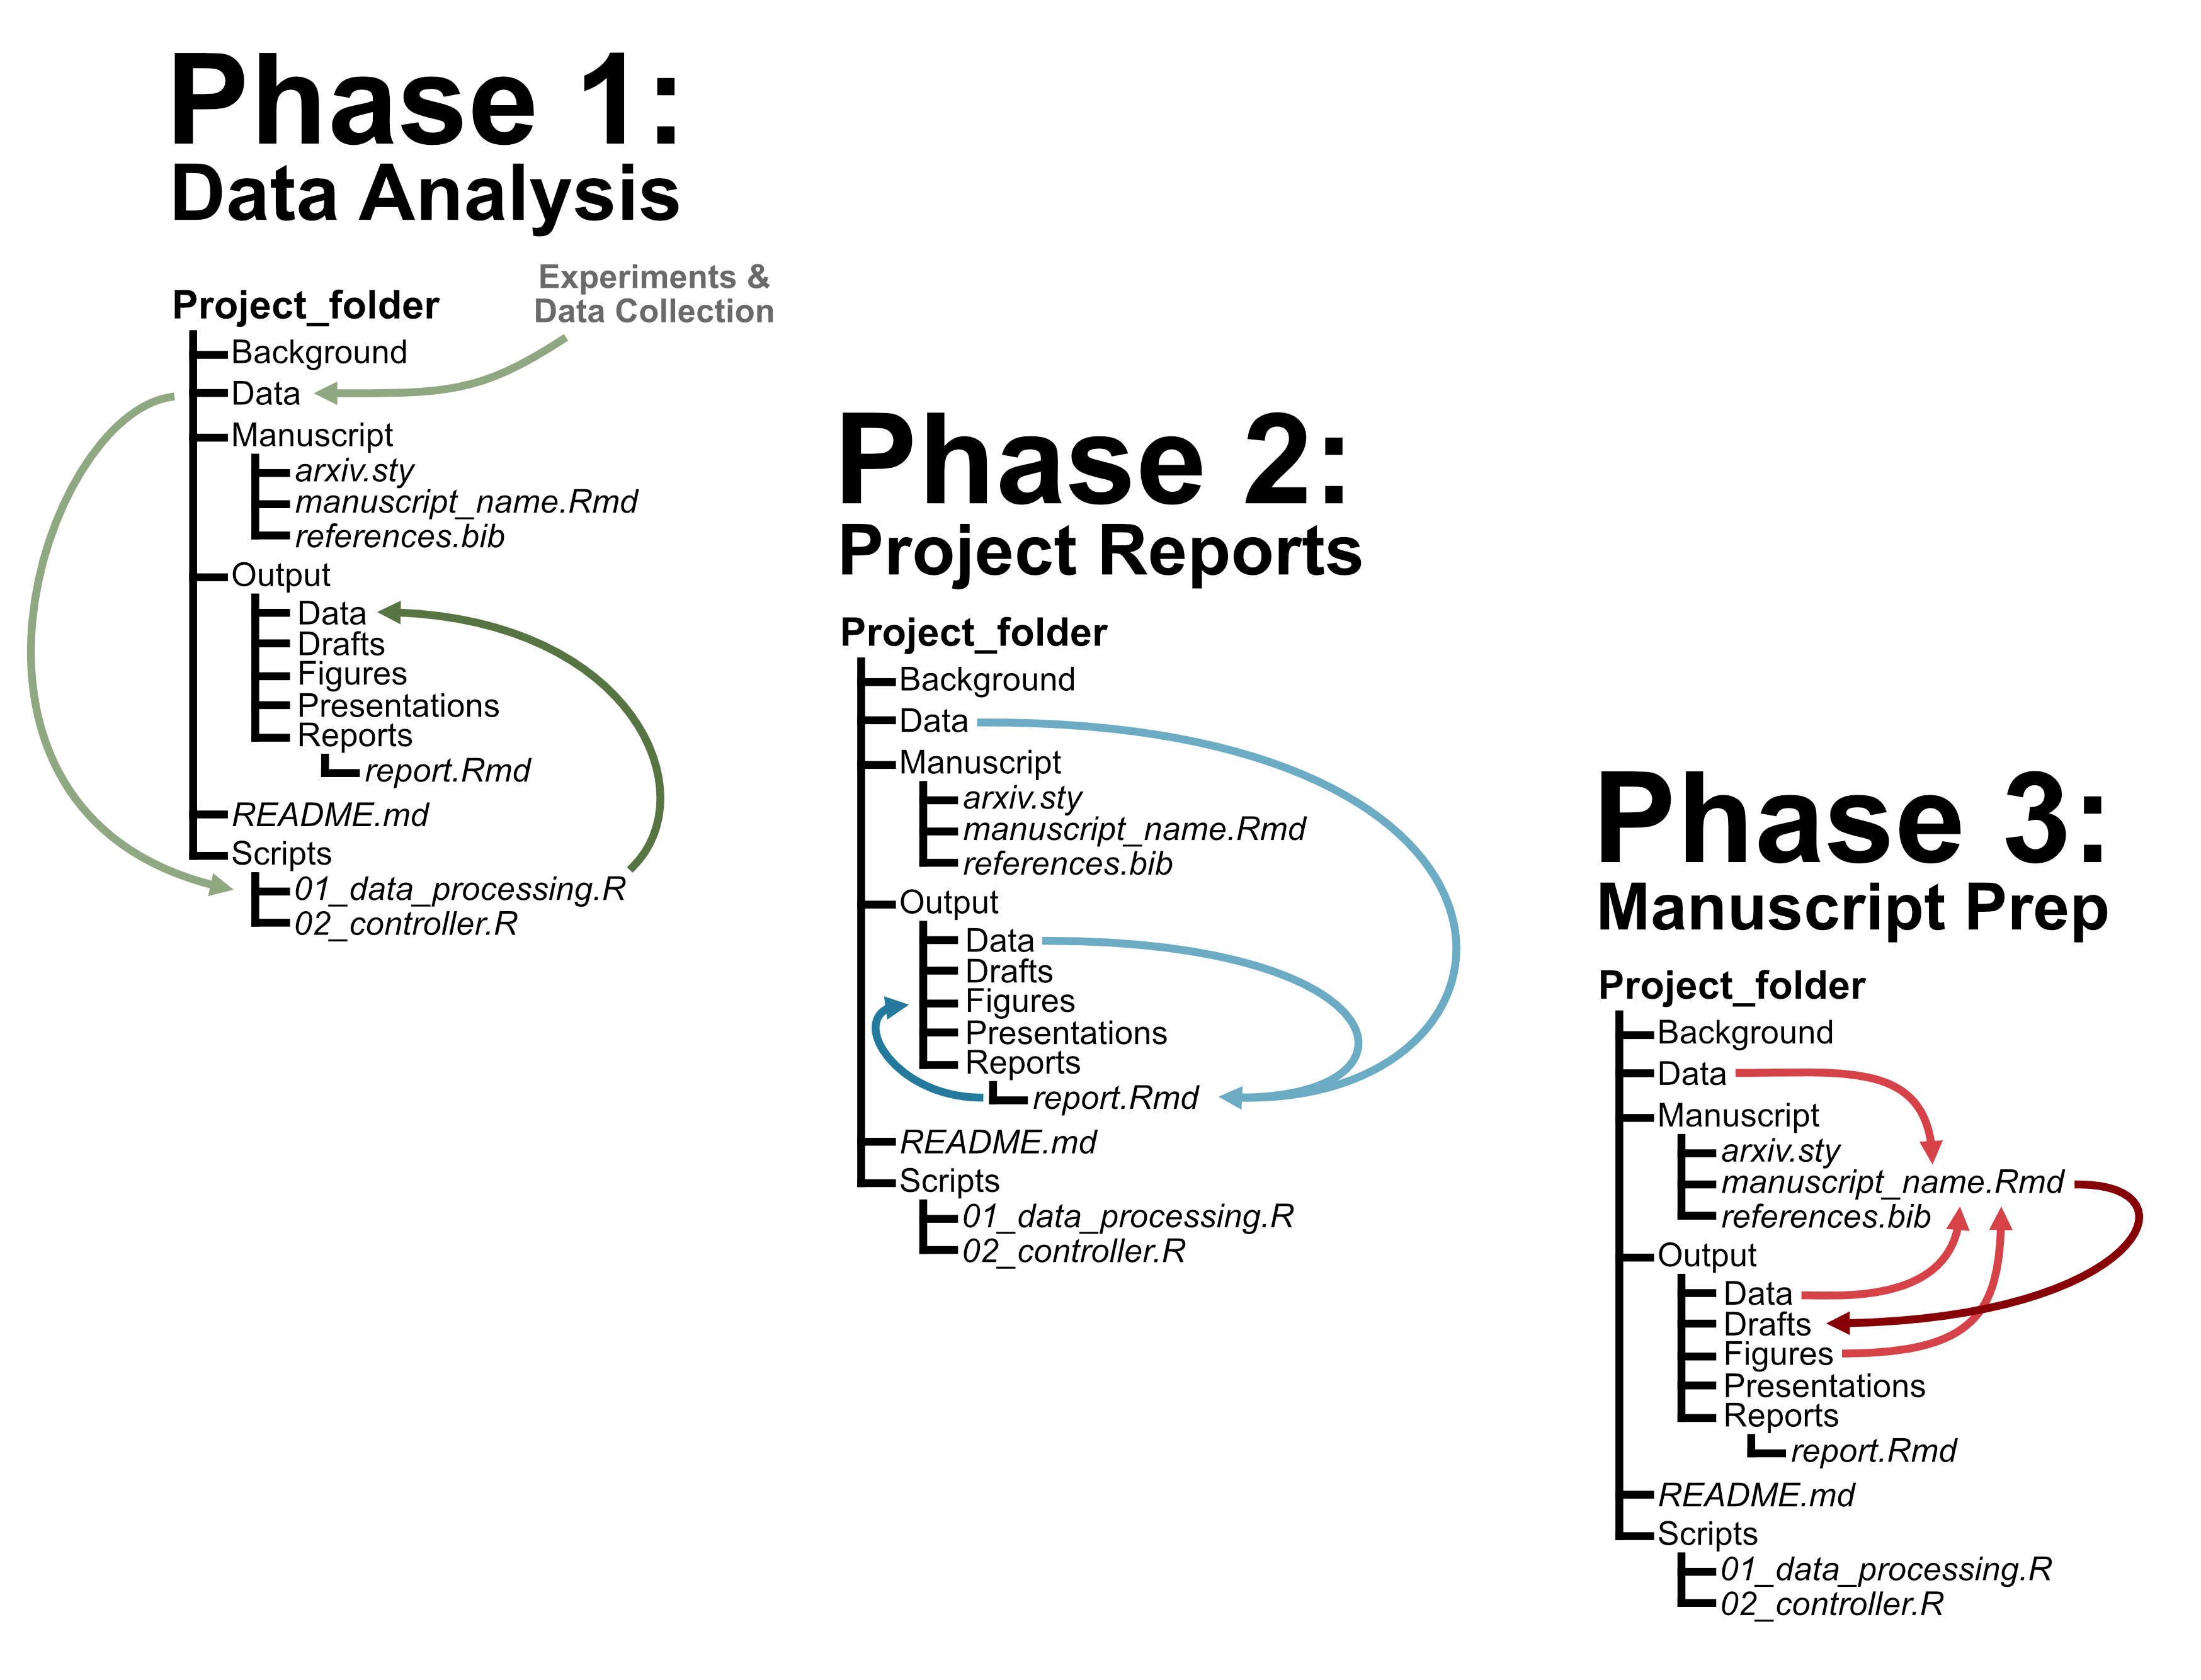 Phase 1:
Data Analysis
Experiments &
Data Collection
Project_folder
Background
Data
Manuscript
arxiv.sty
manuscript_name.Rmd
references.bib
Output
Data
Drafts
Figures
Presentations
Reports
report.Rmd
README.md
Scripts
01_data_processing.R
02_controller.R
Phase 2:
Project Reports
Project_folder
Background
Data
Manuscript
arxiv.sty
manuscript_name.Rmd
references.bib
Output
Data
Drafts
Figures
Presentations
Reports
report.Rmd
README.md
Scripts
01_data_processing.R
02_controller.R
Phase 3:
Manuscript Prep
Project_folder
Background
Data
Manuscript
arxiv.sty
manuscript_name.Rmd
references.bib
Output
Data
Drafts
Figures
Presentations
Reports
report.Rmd
README.md
Scripts
01_data_processing.R
02_controller.R